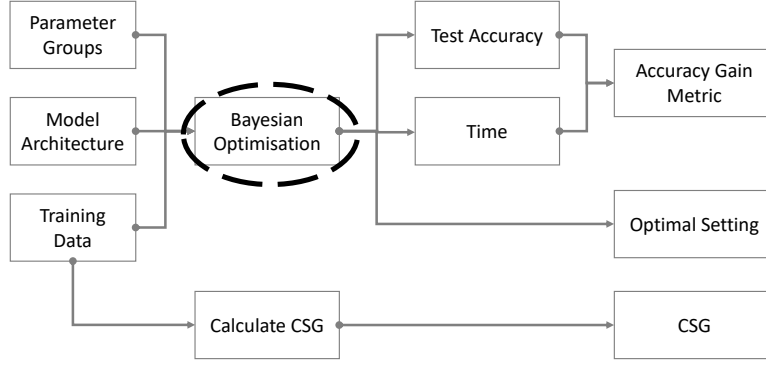 Parameter
Groups
Test Accuracy
Accuracy Gain
Metric
Model
Architecture
Bayesian
Optimisation
Time
Training
Data
Optimal Setting
Calculate CSG
CSG